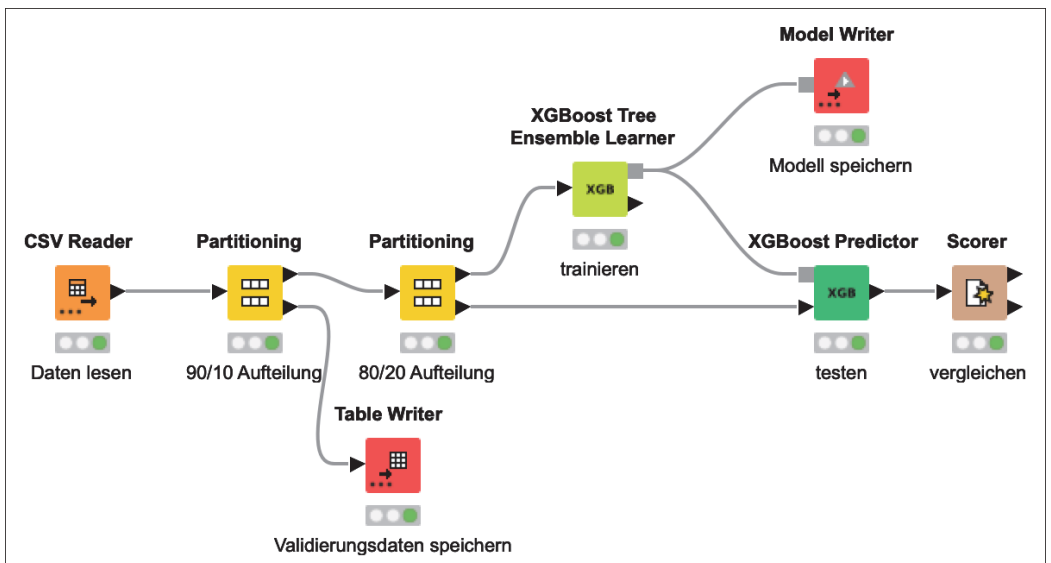 Model Writer
Modell speichern
XGBoost Tree
Ensemble Learner
XGB
trainieren
CSV Reader
Daten lesen
Partitioning
90/10 Aufteilung
Partitioning
80/20 Aufteilung
XGBoost Predictor
XGB
testen
Scorer
vergleichen
Table Writer
Validierungsdaten speichern